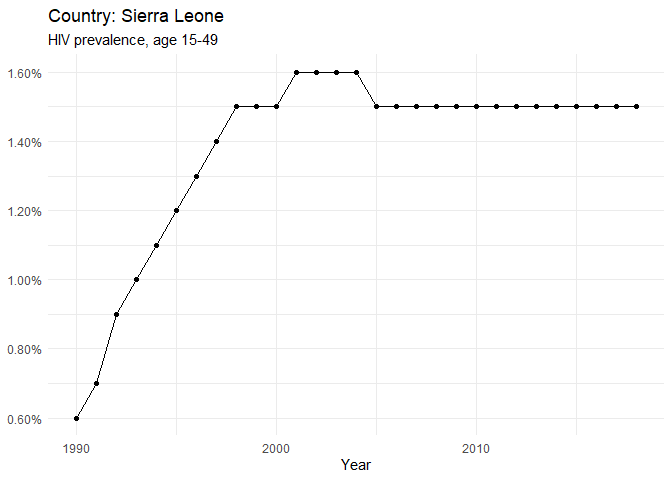 Country: Sierra Leone
HIV prevalence, age 15-49
1.60%
1.40%
1.20%
1.00%
0.80%
0.60%
1990 2000 2010
Year